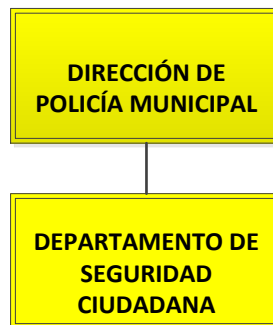 DIRECCIÓN DE
POLICÍA MUNICIPAL
DEPARTAMENTO DE
SEGURIDAD
CIUDADANA